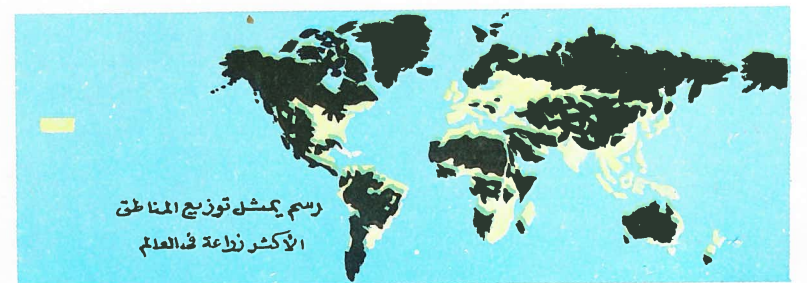 رسم يمثل توزيع المناطق
الأكثر زراعة في العالم